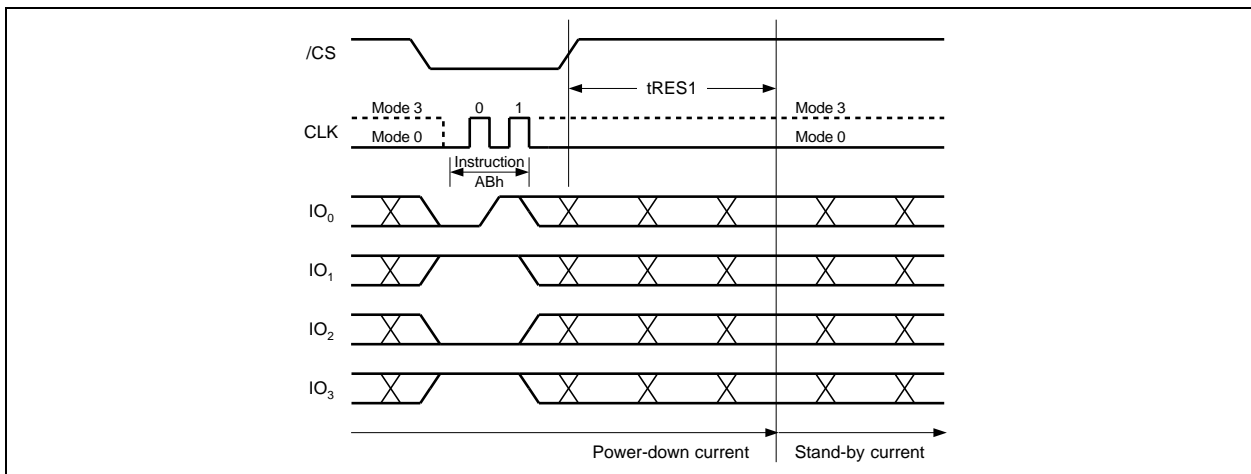 /CS
tRES1
Mode 3 0 1 Mode 3
CLK
Mode 0 Mode 0
Instruction
ABh
IO₀
IO₁
IO₂
IO₃
Power-down current Stand-by current